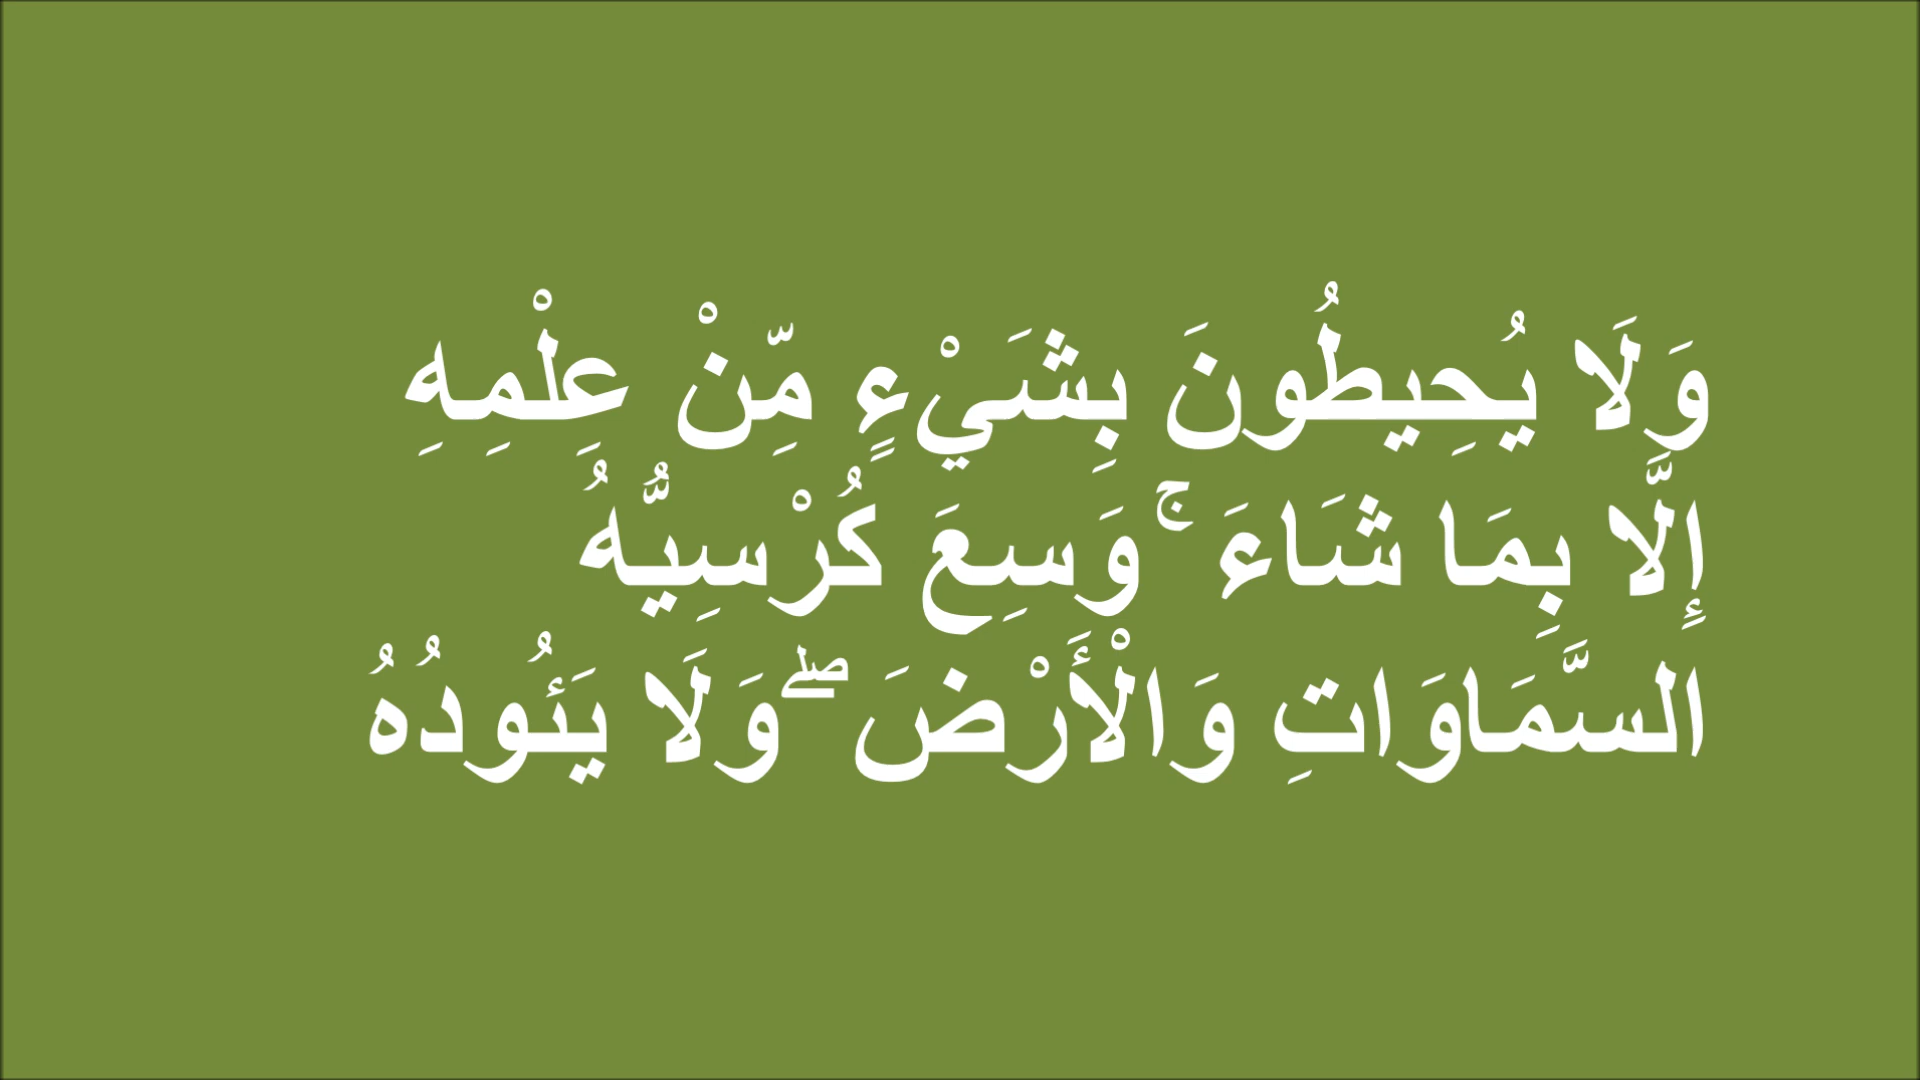 وَلَا يُحِيطُونَ بِشَيْءٍ مِّنْ عِلْمِهِ
إِلَّا بِمَا شَاءَ ۚ وَسِعَ كُرْسِيُّهُ
السَّمَاوَاتِ وَالْأَرْضَ ۖ وَلَا يَئُودُهُ